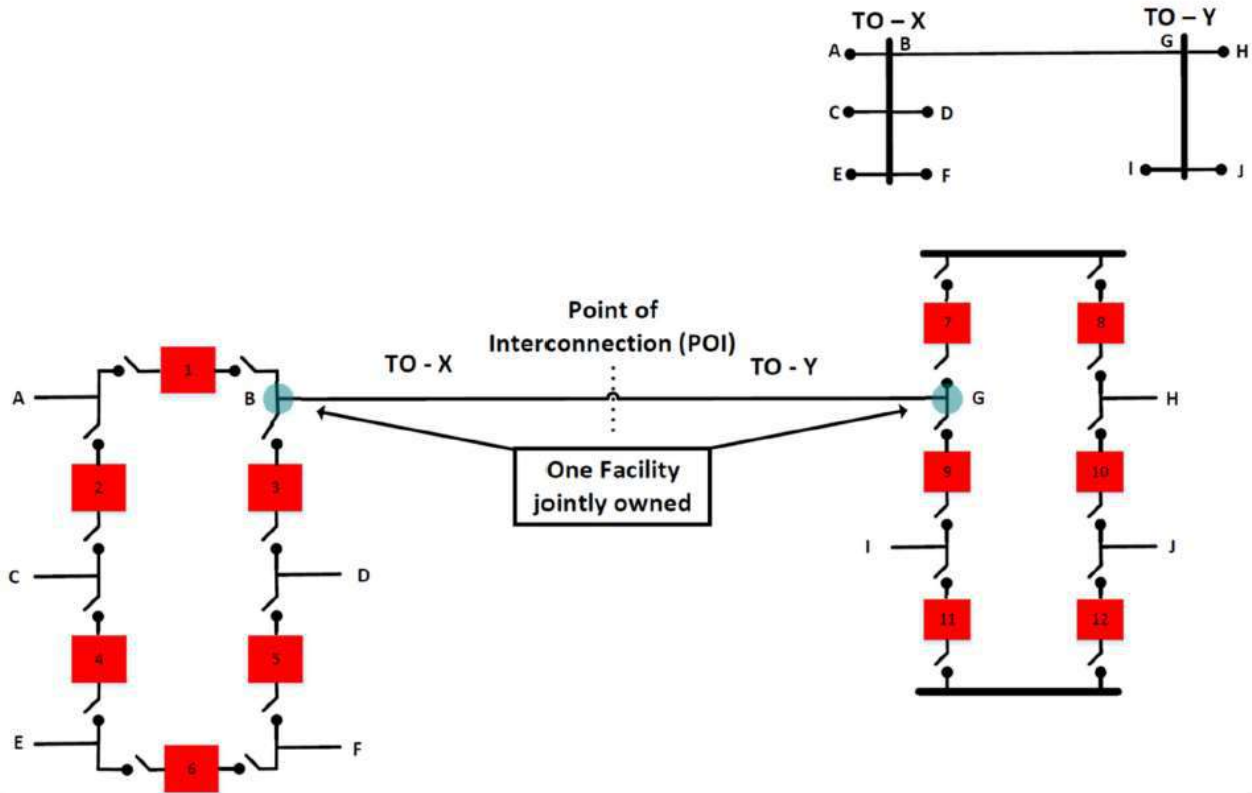 TO – X
TO – Y
A
B
G
H
C
D
E
F
I
J
Point of
Interconnection (POI)
TO - X
TO - Y
7
8
1
A
B
G
H
One Facility
jointly owned
2
3
9
10
I
J
C
D
11
12
4
5
E
F
6